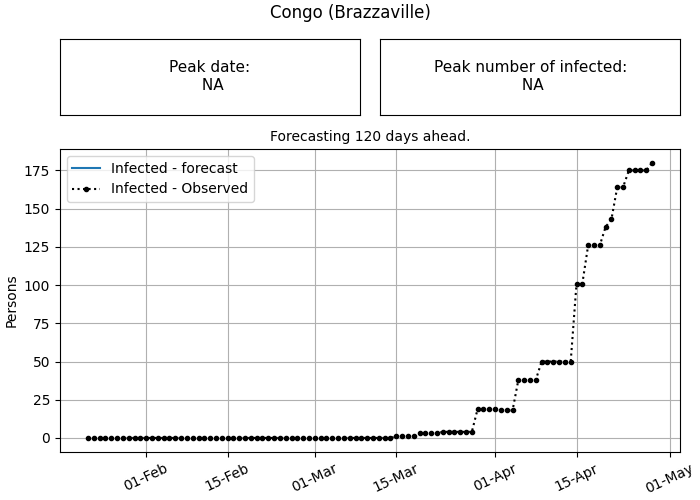 Congo (Brazzaville)
Peak date:
NA
Peak number of infected:
NA
Forecasting 120 days ahead.
Infected - forecast
Infected - Observed
175
150
125
100
75
50
25
0
Persons
01-Feb
15-Feb
01-Mar
15-Mar
01-Apr
15-Apr
01-May